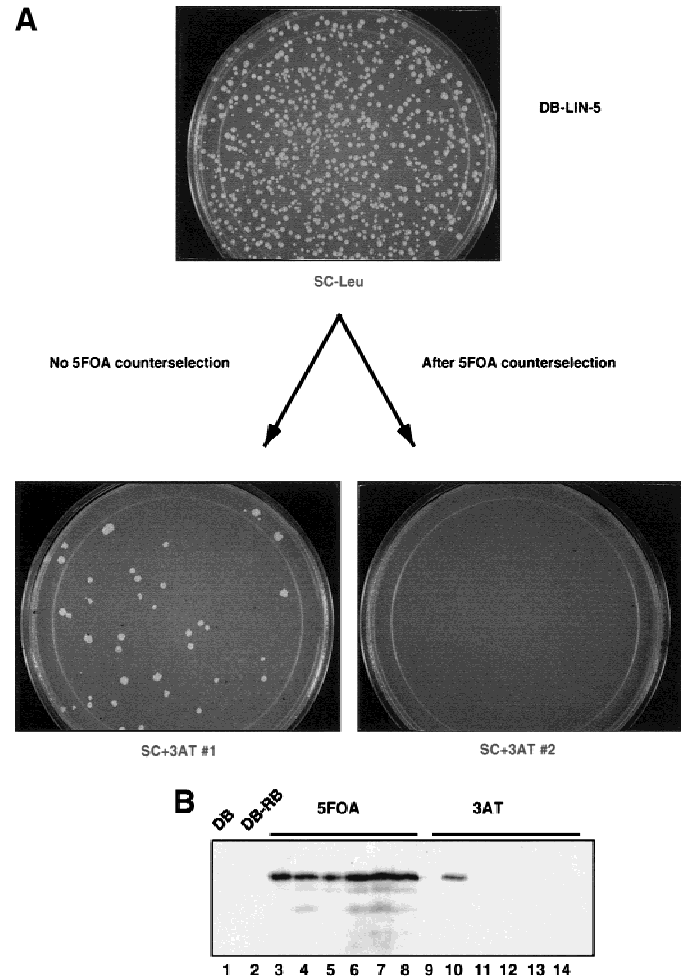 A
DB-LIN-5
SC-Leu
No 5FOA counterselection
After 5FOA counterselection
SC+3AT #1
SC+3AT #2
B
DB
DB-RB
5FOA
3AT
1 2 3 4 5 6 7 8 9 10 11 12 13 14